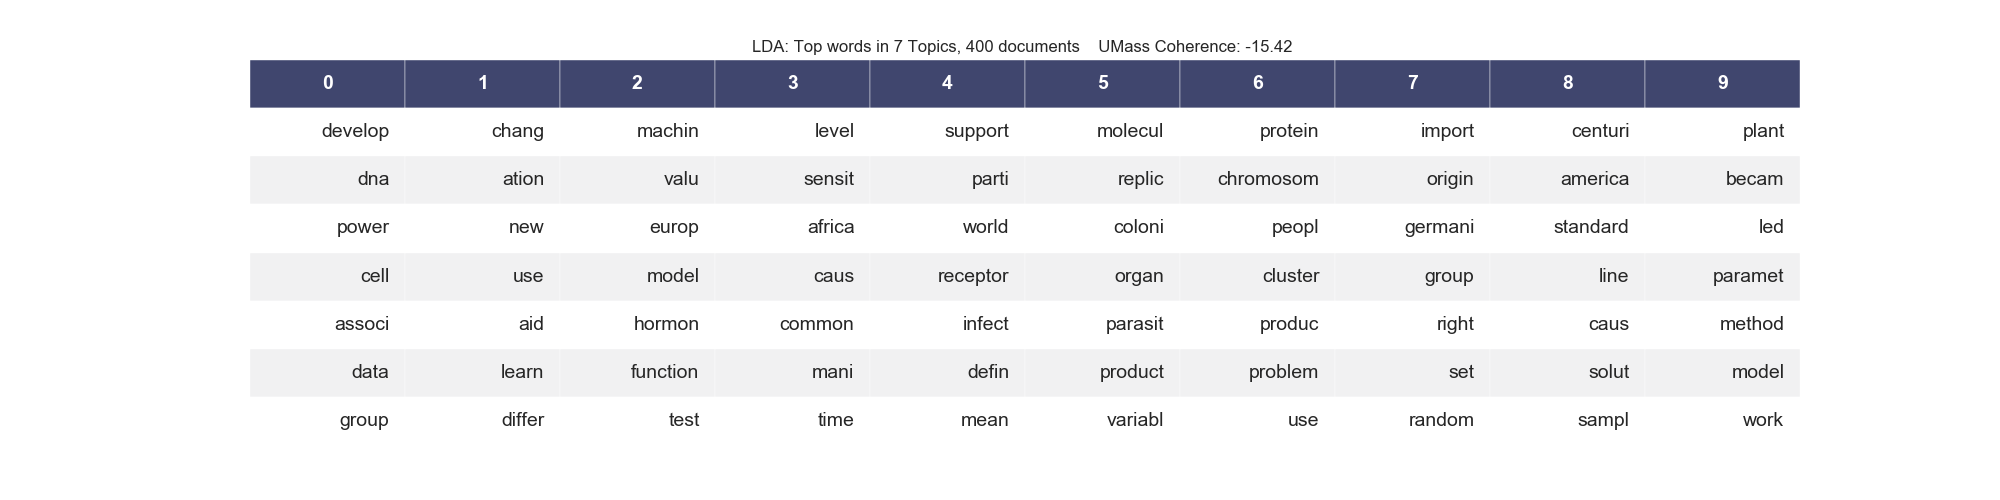 LDA: Top words in 7 Topics, 400 documents    UMass Coherence: -15.42
0 1 2 3 4 5 6 7 8 9
develop chang machin level support molecul protein import centuri plant
dna ation valu sensit parti replic chromosom origin america becam
power new europ africa world coloni peopl germani standard led
cell use model caus receptor organ cluster group line paramet
associ aid hormon common infect parasit produc right caus method
data learn function mani defin product problem set solut model
group differ test time mean variabl use random sampl work